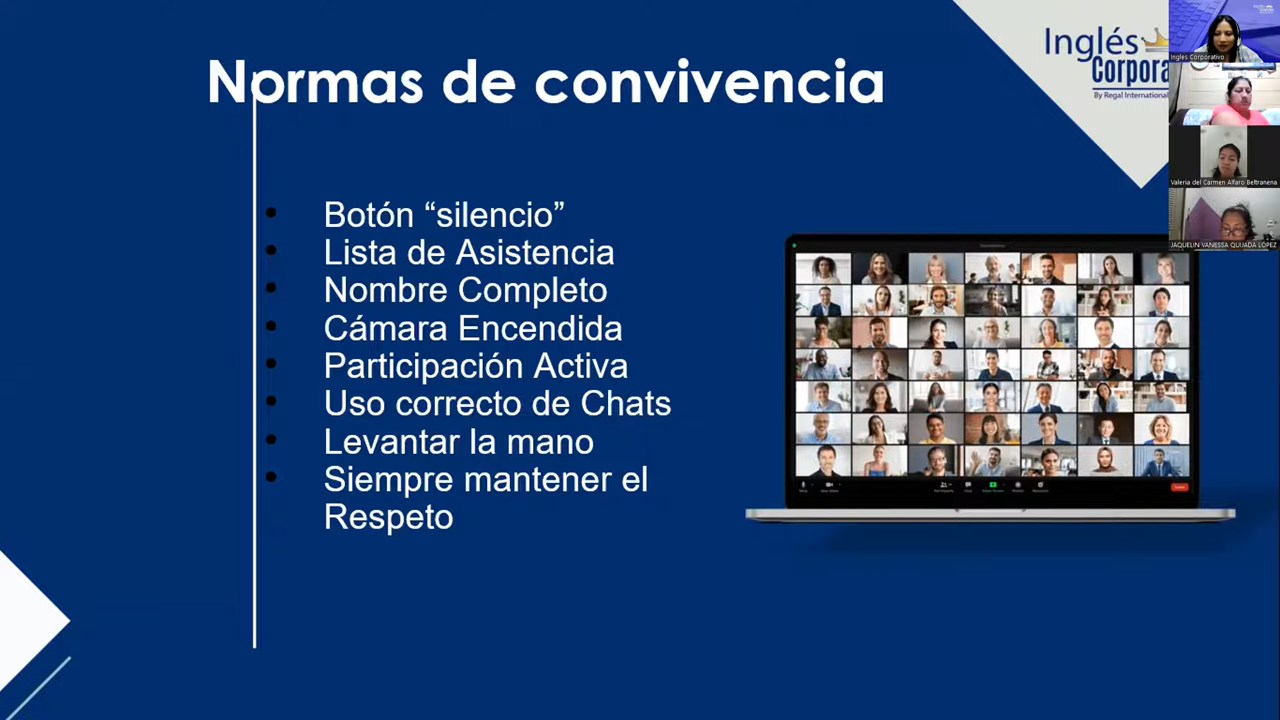 Normas de convivencia
Inglés
Corpora
By Regal International
Botón “silencio”
Lista de Asistencia
Nombre Completo
Cámara Encendida
Participación Activa
Uso correcto de Chats
Levantar la mano
Siempre mantener el
Respeto
Ingles Corporativo
Valeria del Carmen Alfaro Beltranena
JAQUELIN VANESSA QUIJADA LÓPEZ